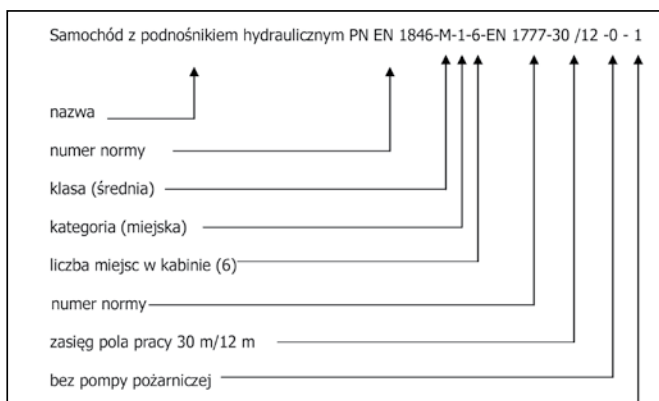 Samochód z podnośnikiem hydraulicznym PN EN 1846-M-1-6-EN 1777-30 /12 -0 - 1
nazwa
numer normy
klasa (średnia)
kategoria (miejska)
liczba miejsc w kabinie (6)
numer normy
zasięg pola pracy 30 m/12 m
bez pompy pożarniczej